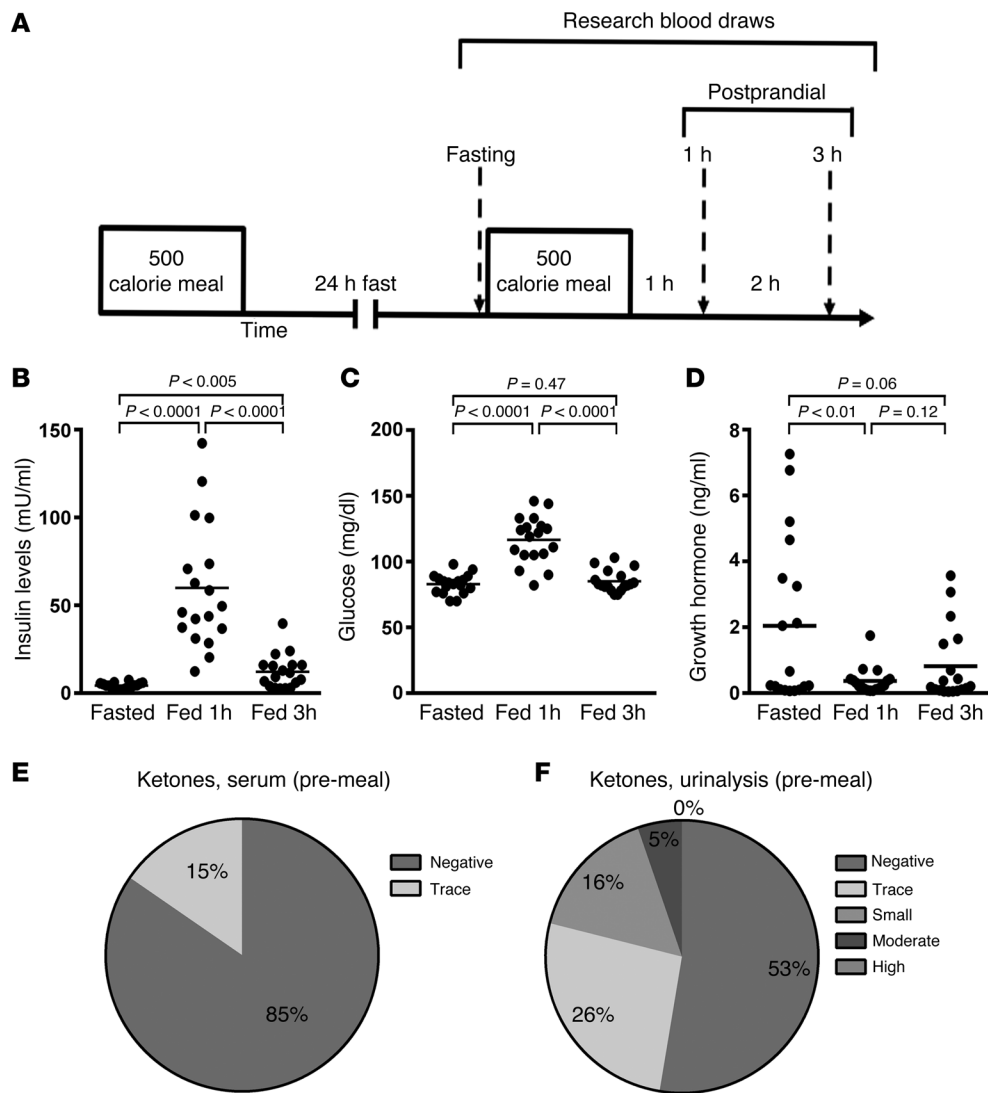 A
Research blood draws
Postprandial
Fasting
1 h
3 h
500
calorie meal
24 h fast
500
calorie meal
1 h
2 h
Time
B
P < 0.005
P < 0.0001
P < 0.0001
Insulin levels (mU/ml)
150
100
50
0
Fasted
Fed 1h
Fed 3h
C
P = 0.47
P < 0.0001
P < 0.0001
Glucose (mg/dl)
200
150
100
50
0
Fasted
Fed 1h
Fed 3h
D
P = 0.06
P < 0.01
P = 0.12
Growth hormone (ng/ml)
8
6
4
2
0
Fasted
Fed 1h
Fed 3h
E
Ketones, serum (pre-meal)
15%
85%
Negative
Trace
F
Ketones, urinalysis (pre-meal)
0%
5%
16%
26%
53%
Negative
Trace
Small
Moderate
High